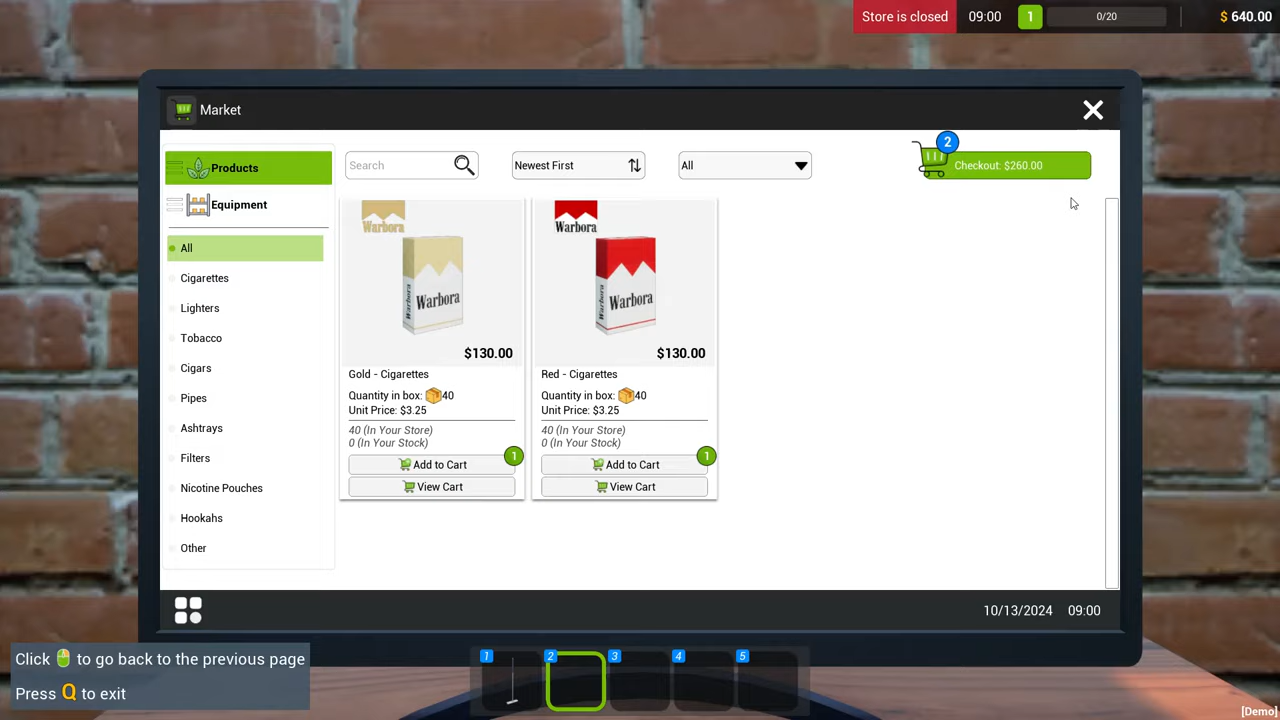 Store is closed
09:00
1
0/20
$ 640.00
Market
Products
Equipment
All
Cigarettes
Lighters
Tobacco
Cigars
Pipes
Ashtrays
Filters
Nicotine Pouches
Hookahs
Other
Search
Newest First
All
2
Checkout: $260.00
Warbora
Warbora
Warbora
$130.00
Gold - Cigarettes
Quantity in box: 40
Unit Price: $3.25
40 (In Your Store)
0 (In Your Stock)
1
Add to Cart
View Cart
Warbora
Warbora
Warbora
$130.00
Red - Cigarettes
Quantity in box: 40
Unit Price: $3.25
40 (In Your Store)
0 (In Your Stock)
1
Add to Cart
View Cart
10/13/2024 09:00
Click to go back to the previous page
Press Q to exit
1
2
3
4
5
[Demo]